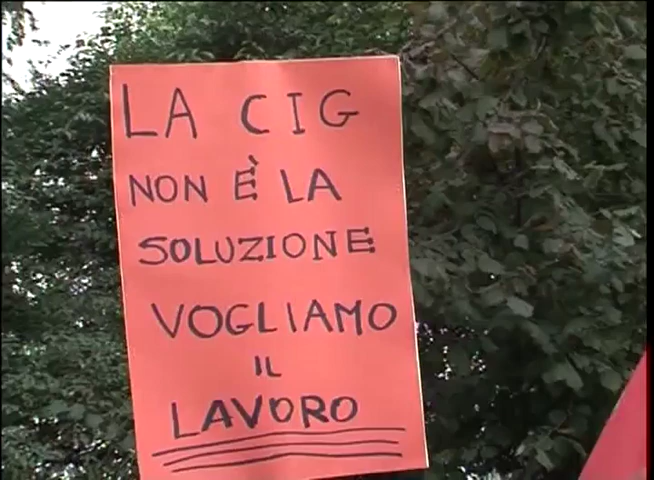 LA CIG
NON È LA
SOLUZIONE
VOGLIAMO
IL
LAVORO